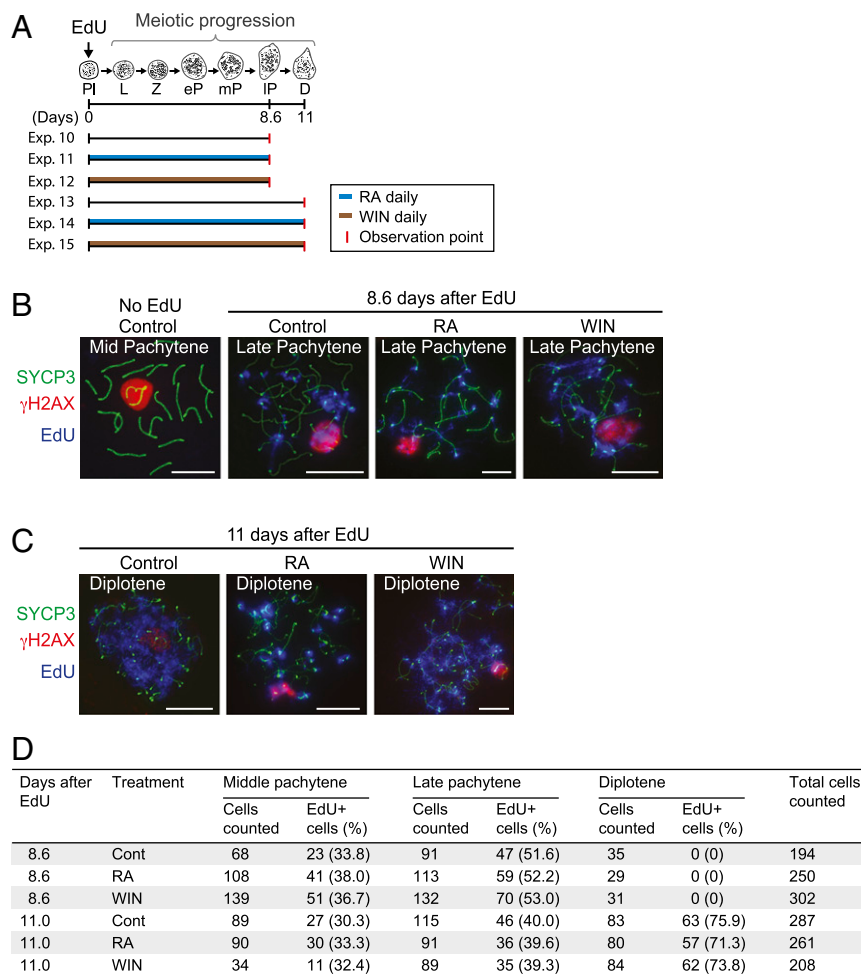 A
EdU
Meiotic progression
Pl L Z eP mP lP D
(Days) 0 8.6 11
Exp. 10
Exp. 11
Exp. 12
Exp. 13
Exp. 14
Exp. 15
RA daily
WIN daily
Observation point
B
No EdU
Control
8.6 days after EdU
Control RA WIN
Mid Pachytene Late Pachytene Late Pachytene Late Pachytene
SYCP3
γH2AX
EdU
C
11 days after EdU
Control RA WIN
Diplotene Diplotene Diplotene
SYCP3
γH2AX
EdU
D
Days after EdU Treatment Middle pachytene Late pachytene Diplotene Total cells counted
Cells counted EdU+ cells (%) Cells counted EdU+ cells (%) Cells counted EdU+ cells (%)
8.6 Cont 68 23 (33.8) 91 47 (51.6) 35 0 (0) 194
8.6 RA 108 41 (38.0) 113 59 (52.2) 29 0 (0) 250
8.6 WIN 139 51 (36.7) 132 70 (53.0) 31 0 (0) 302
11.0 Cont 89 27 (30.3) 115 46 (40.0) 83 63 (75.9) 287
11.0 RA 90 30 (33.3) 91 36 (39.6) 80 57 (71.3) 261
11.0 WIN 34 11 (32.4) 89 35 (39.3) 84 62 (73.8) 208